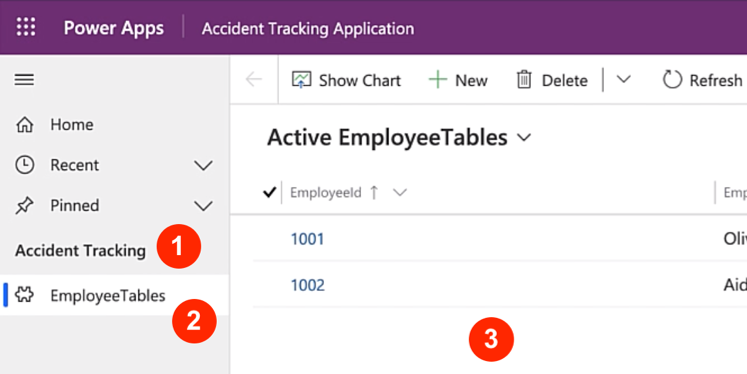 Power Apps
Accident Tracking Application
Show Chart
New
Delete
Refresh
Home
Recent
Pinned
Accident Tracking
1
EmployeeTables
2
Active EmployeeTables
EmployeeId
Emp
1001
Oliv
1002
Aid
3